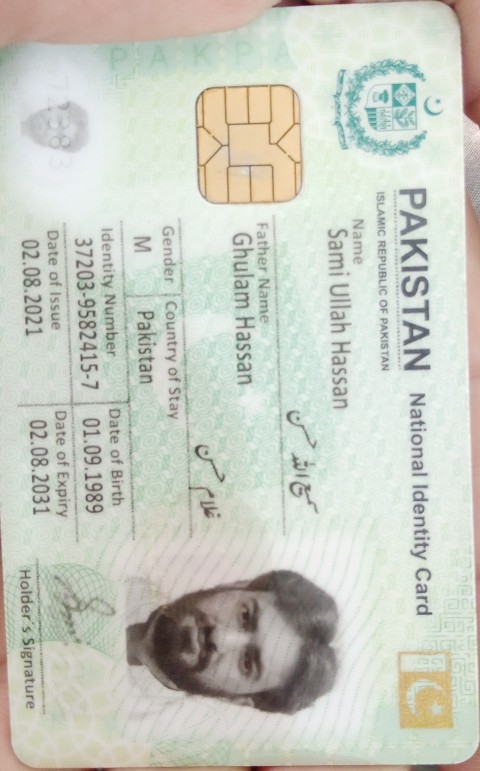 PAKISTAN National Identity Card
ISLAMIC REPUBLIC OF PAKISTAN
Name
Sami Ullah Hassan
سمیع اللہ حسن
Father Name
Ghulam Hassan
غلام حسن
Gender Country of Stay
M Pakistan
Identity Number Date of Birth
37203-9582415-7 01.09.1989
Date of Issue Date of Expiry
02.08.2021 02.08.2031
Holder's Signature